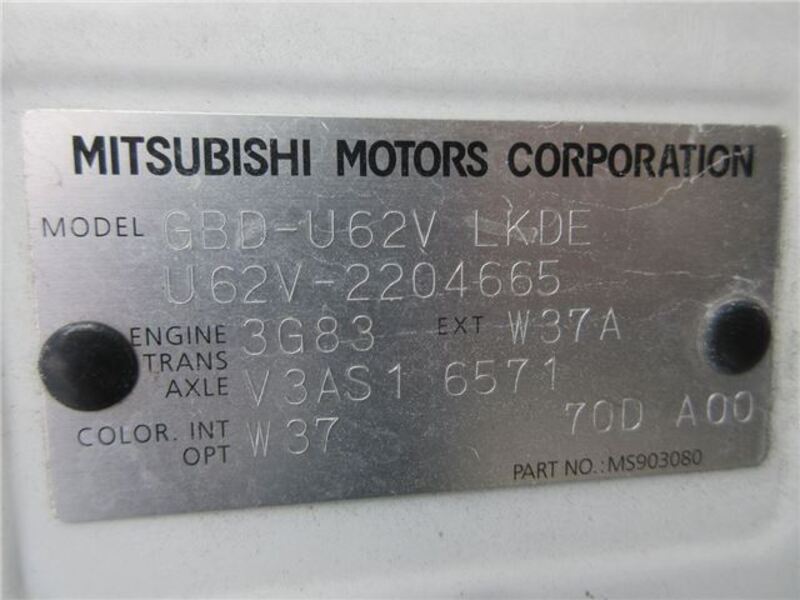 MITSUBISHI MOTORS CORPORATION
MODEL GBD-U62V LKDE
U62V-2204665
ENGINE 3G83 EXT W37A
TRANS
AXLE V3AS1 6571
COLOR. INT W37 70D A00
OPT
PART NO.: MS903080